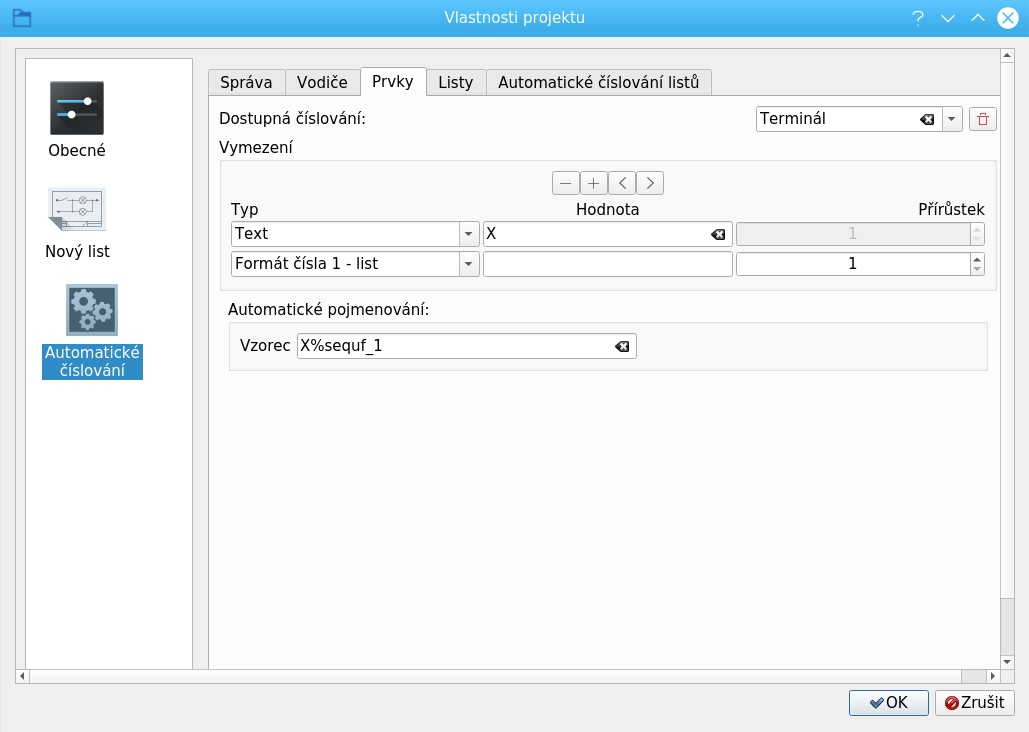 Vlastnosti projektu
Obecné
Nový list
Automatické
číslování
Správa Vodiče Prvky Listy Automatické číslování listů
Dostupná číslování: Terminál
Vymezení
Typ Hodnota Přírůstek
Text X 1
Formát čísla 1 - list 1
Automatické pojmenování:
Vzorec X%sequf_1
OK Zrušit